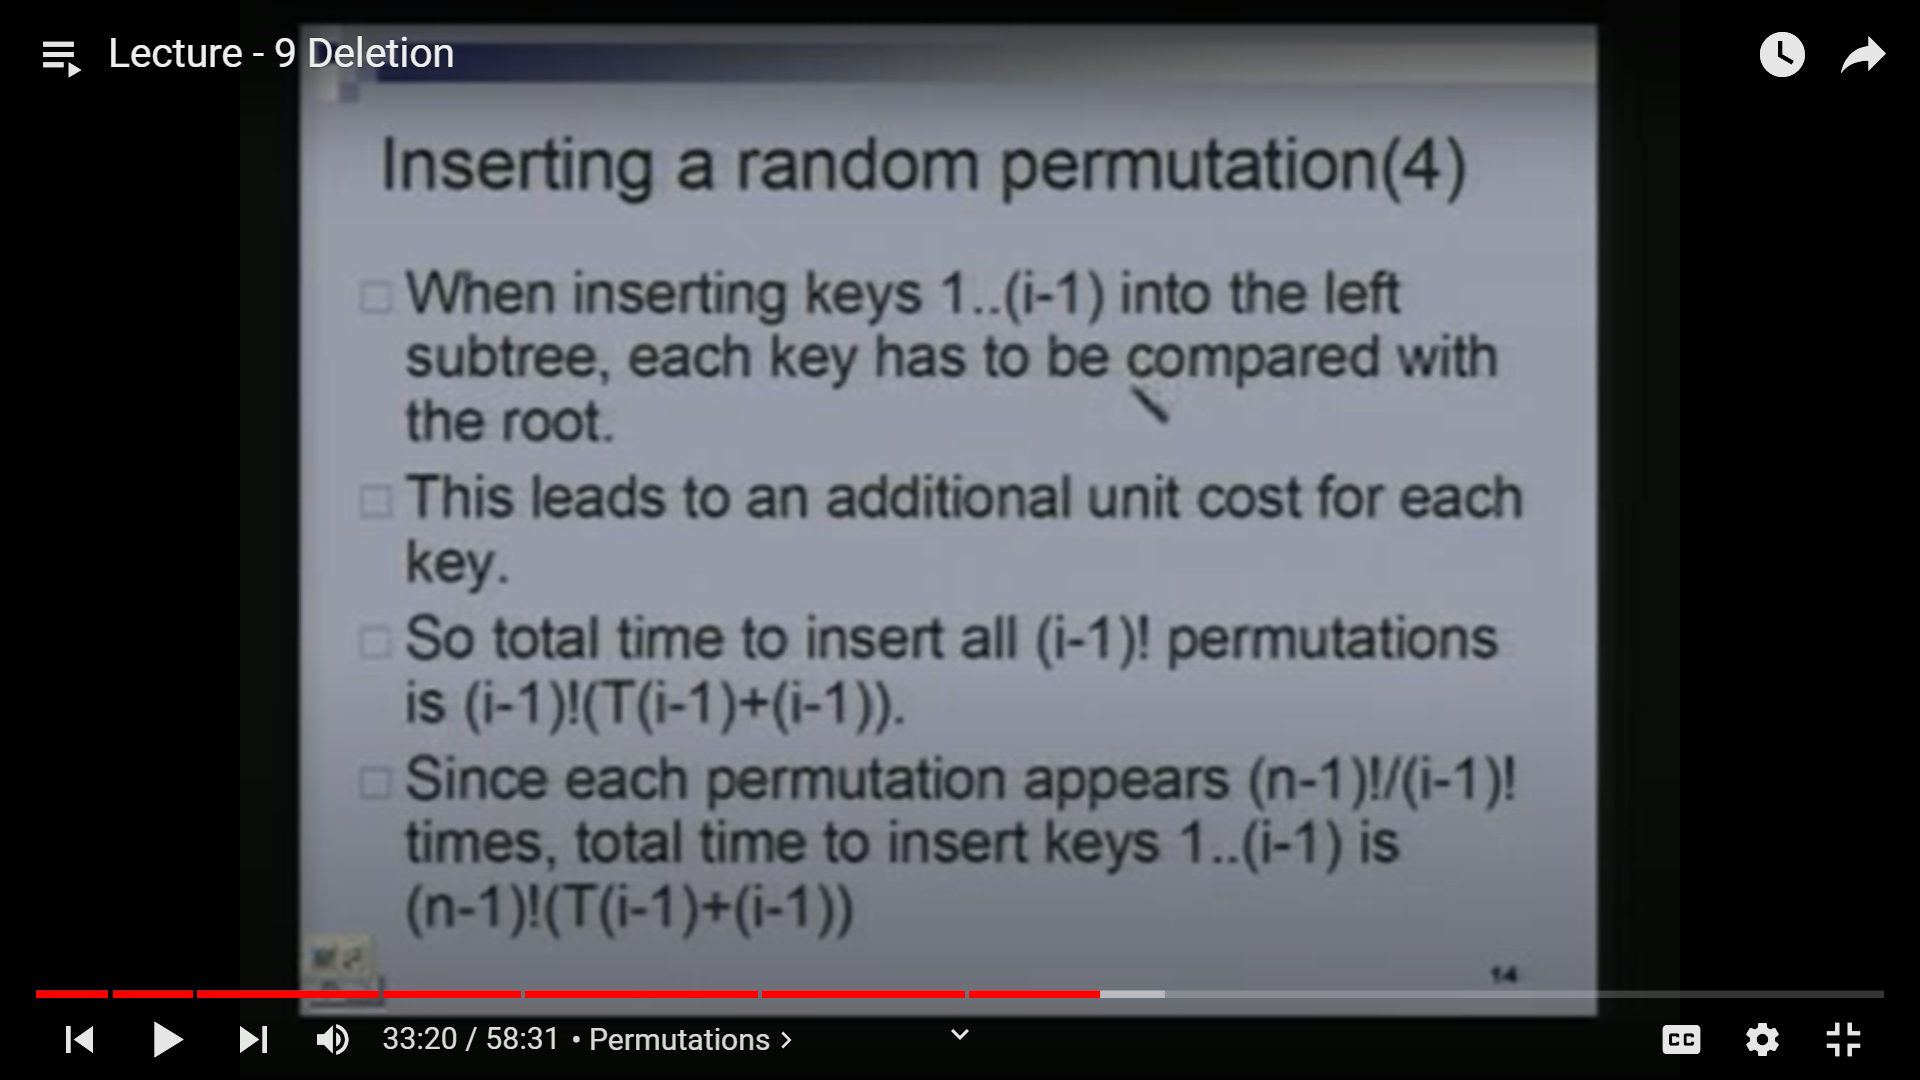 Lecture - 9 Deletion
Inserting a random permutation(4)
When inserting keys 1..(i-1) into the left
subtree, each key has to be compared with
the root.
This leads to an additional unit cost for each
key.
So total time to insert all (i-1)! permutations
is (i-1)!(T(i-1)+(i-1)).
Since each permutation appears (n-1)!/(i-1)!
times, total time to insert keys 1..(i-1) is
(n-1)!(T(i-1)+(i-1))
14
33:20 / 58:31 • Permutations >
CC